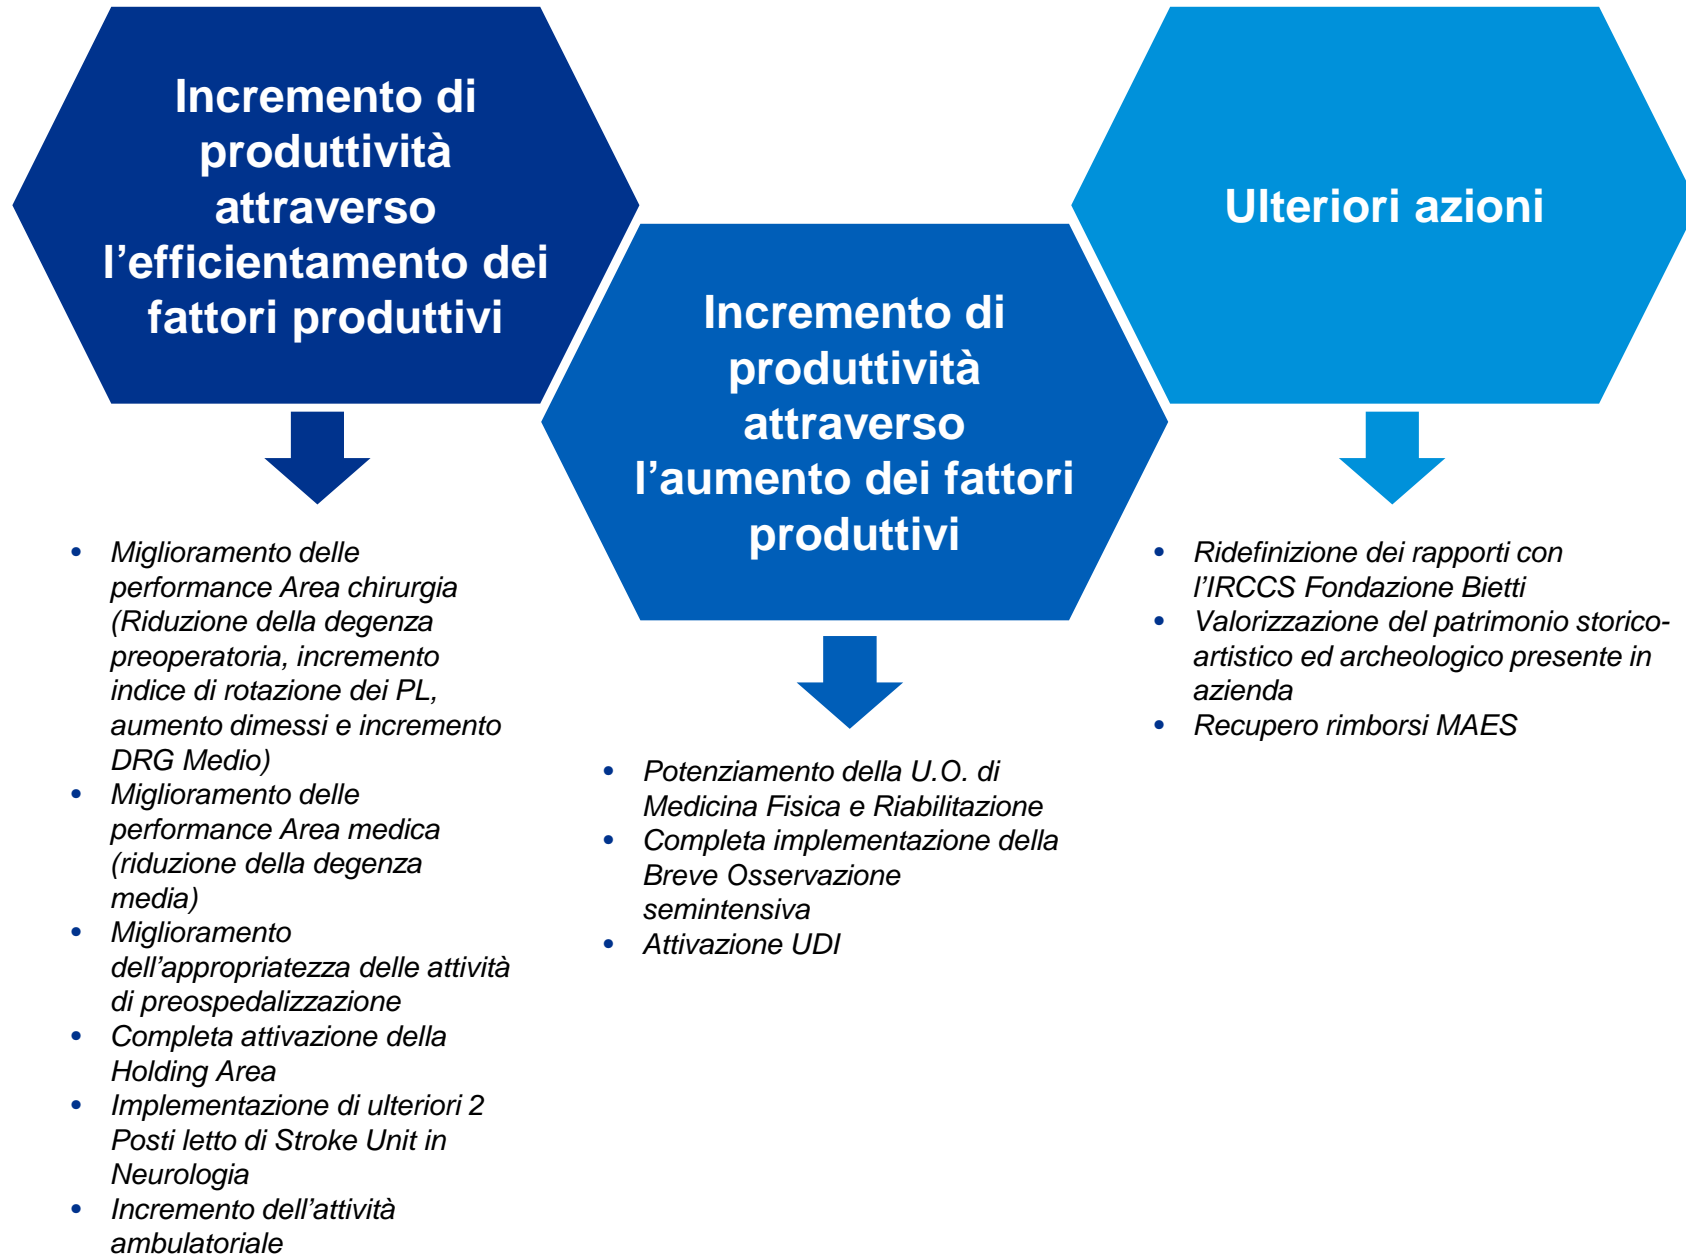 Incremento di
produttività
attraverso
l’efficientamento dei
fattori produttivi
• Miglioramento delle
performance Area chirurgia
(Riduzione della degenza
preoperatoria, incremento
indice di rotazione dei PL,
aumento dimessi e incremento
DRG Medio)
• Miglioramento delle
performance Area medica
(riduzione della degenza
media)
• Miglioramento
dell’appropriatezza delle attività
di preospedalizzazione
• Completa attivazione della
Holding Area
• Implementazione di ulteriori 2
Posti letto di Stroke Unit in
Neurologia
• Incremento dell’attività
ambulatoriale
Incremento di
produttività
attraverso
l’aumento dei fattori
produttivi
• Potenziamento della U.O. di
Medicina Fisica e Riabilitazione
• Completa implementazione della
Breve Osservazione
semintensiva
• Attivazione UDI
Ulteriori azioni
• Ridefinizione dei rapporti con
l’IRCCS Fondazione Bietti
• Valorizzazione del patrimonio storico-
artistico ed archeologico presente in
azienda
• Recupero rimborsi MAES